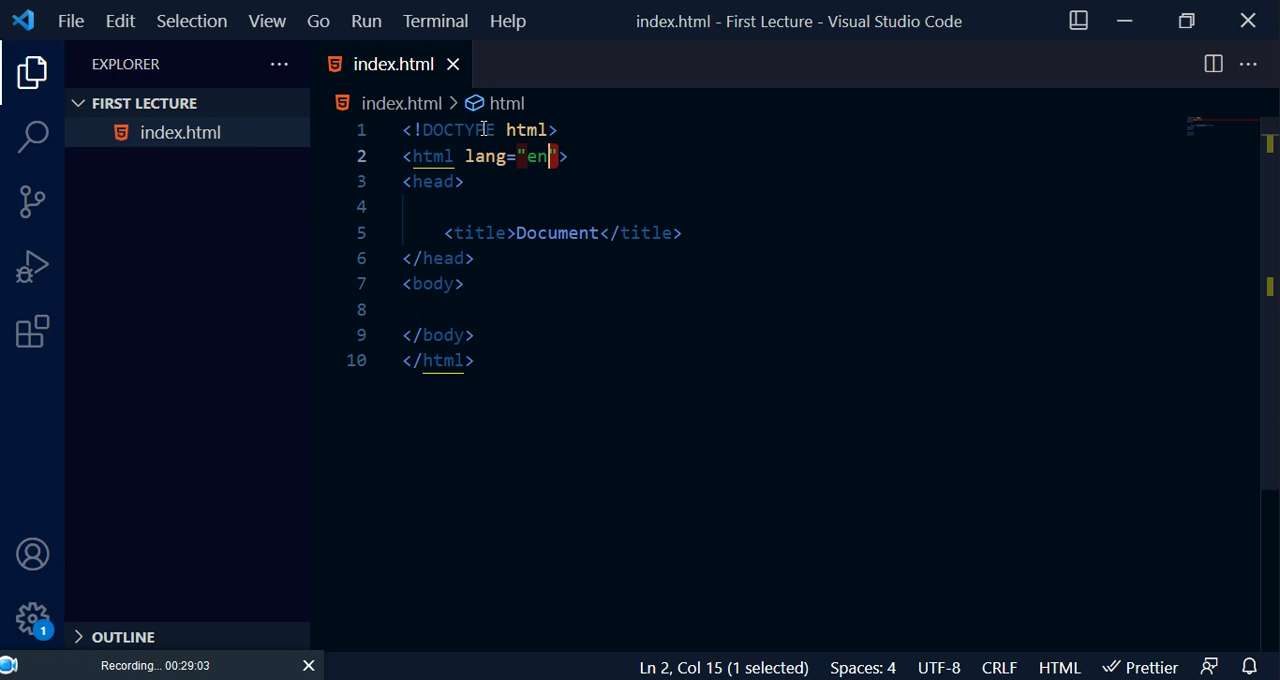 File Edit Selection View Go Run Terminal Help index.html - First Lecture - Visual Studio Code
EXPLORER
index.html
FIRST LECTURE
index.html
index.html > html
1 <!DOCTYPE html>
2 <html lang="en">
3 <head>
4
5 <title>Document</title>
6 </head>
7 <body>
8
9 </body>
10 </html>
OUTLINE
1
Recording... 00:29:03
Ln 2, Col 15 (1 selected) Spaces: 4 UTF-8 CRLF HTML Prettier